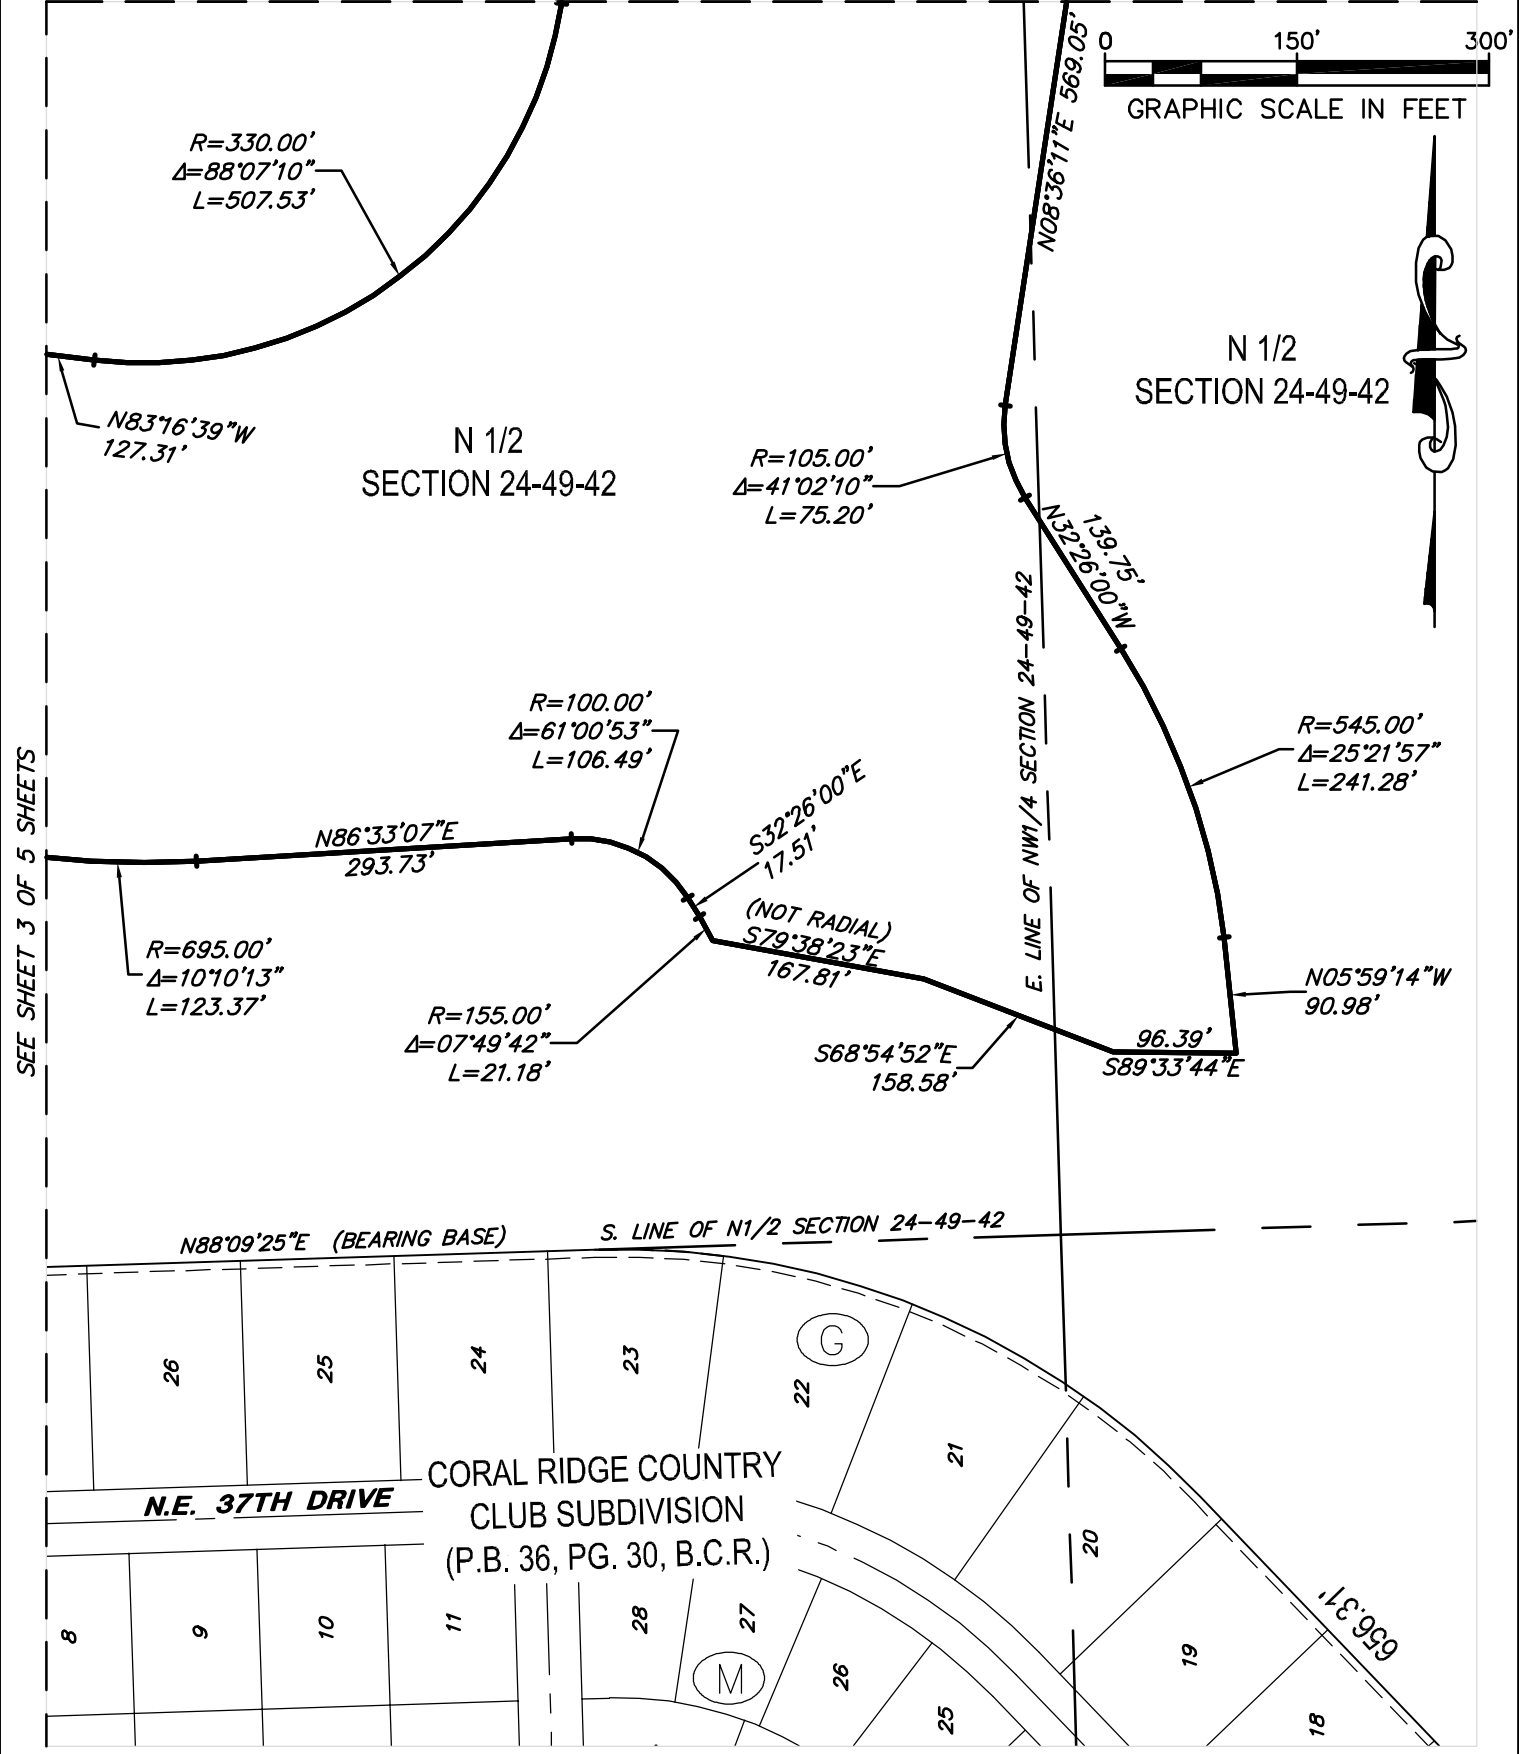 0 150' 300'
GRAPHIC SCALE IN FEET
N08°36'11"E 569.05'
R=330.00'
Δ=88°07'10"
L=507.53'
N 1/2
SECTION 24-49-42
N83°16'39"W
127.31'
N 1/2
SECTION 24-49-42
R=105.00'
Δ=41°02'10"
L=75.20'
139.75'
N32°26'00"W
E. LINE OF NW1/4 SECTION 24-49-42
R=100.00'
Δ=61°00'53"
L=106.49'
R=545.00'
Δ=25°21'57"
L=241.28'
SEE SHEET 3 OF 5 SHEETS
N86°33'07"E
293.73'
S32°26'00"E
17.51'
(NOT RADIAL)
S79°38'23"E
167.81'
R=695.00'
Δ=10°10'13"
L=123.37'
N05°59'14"W
90.98'
R=155.00'
Δ=07°49'42"
L=21.18'
S68°54'52"E
158.58'
96.39'
S89°33'44"E
N88°09'25"E (BEARING BASE)
S. LINE OF N1/2 SECTION 24-49-42
G
26
25
24
23
22
21
20
19
18
CORAL RIDGE COUNTRY
CLUB SUBDIVISION
(P.B. 36, PG. 30, B.C.R.)
N.E. 37TH DRIVE
656.31'
8
9
10
11
28
27
26
25
M